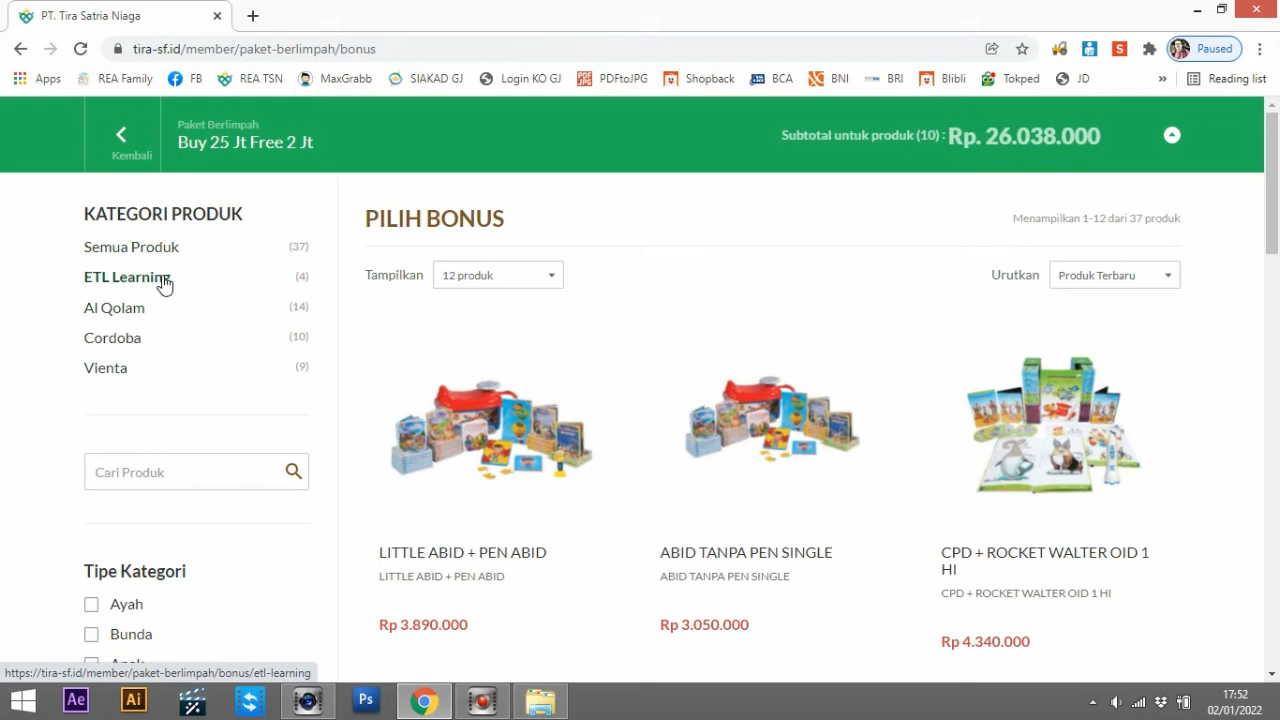 PT. Tira Satria Niaga
tira-sf.id/member/paket-berlimpah/bonus
Paused
Apps
REA Family
FB
REA TSN
MaxGrabb
SIAKAD GJ
Login KO GJ
PDFtoJPG
Shopback
BCA
BNI
BRI
Blibli
Tokped
JD
»
Reading list
Kembali
Paket Berlimpah
Buy 25 Jt Free 2 Jt
Subtotal untuk produk (10) : Rp. 26.038.000
KATEGORI PRODUK
Semua Produk (37)
ETL Learning (4)
Al Qolam (14)
Cordoba (10)
Vienta (9)
Cari Produk
Tipe Kategori
Ayah
Bunda
PILIH BONUS
Menampilkan 1-12 dari 37 produk
Tampilkan 12 produk
Urutkan Produk Terbaru
LITTLE ABID + PEN ABID
LITTLE ABID + PEN ABID
Rp 3.890.000
ABID TANPA PEN SINGLE
ABID TANPA PEN SINGLE
Rp 3.050.000
CPD + ROCKET WALTER OID 1
HI
CPD + ROCKET WALTER OID 1 HI
Rp 4.340.000
https://tira-sf.id/member/paket-berlimpah/bonus/etl-learning
Ae
Ai
Ps
17:52
02/01/2022